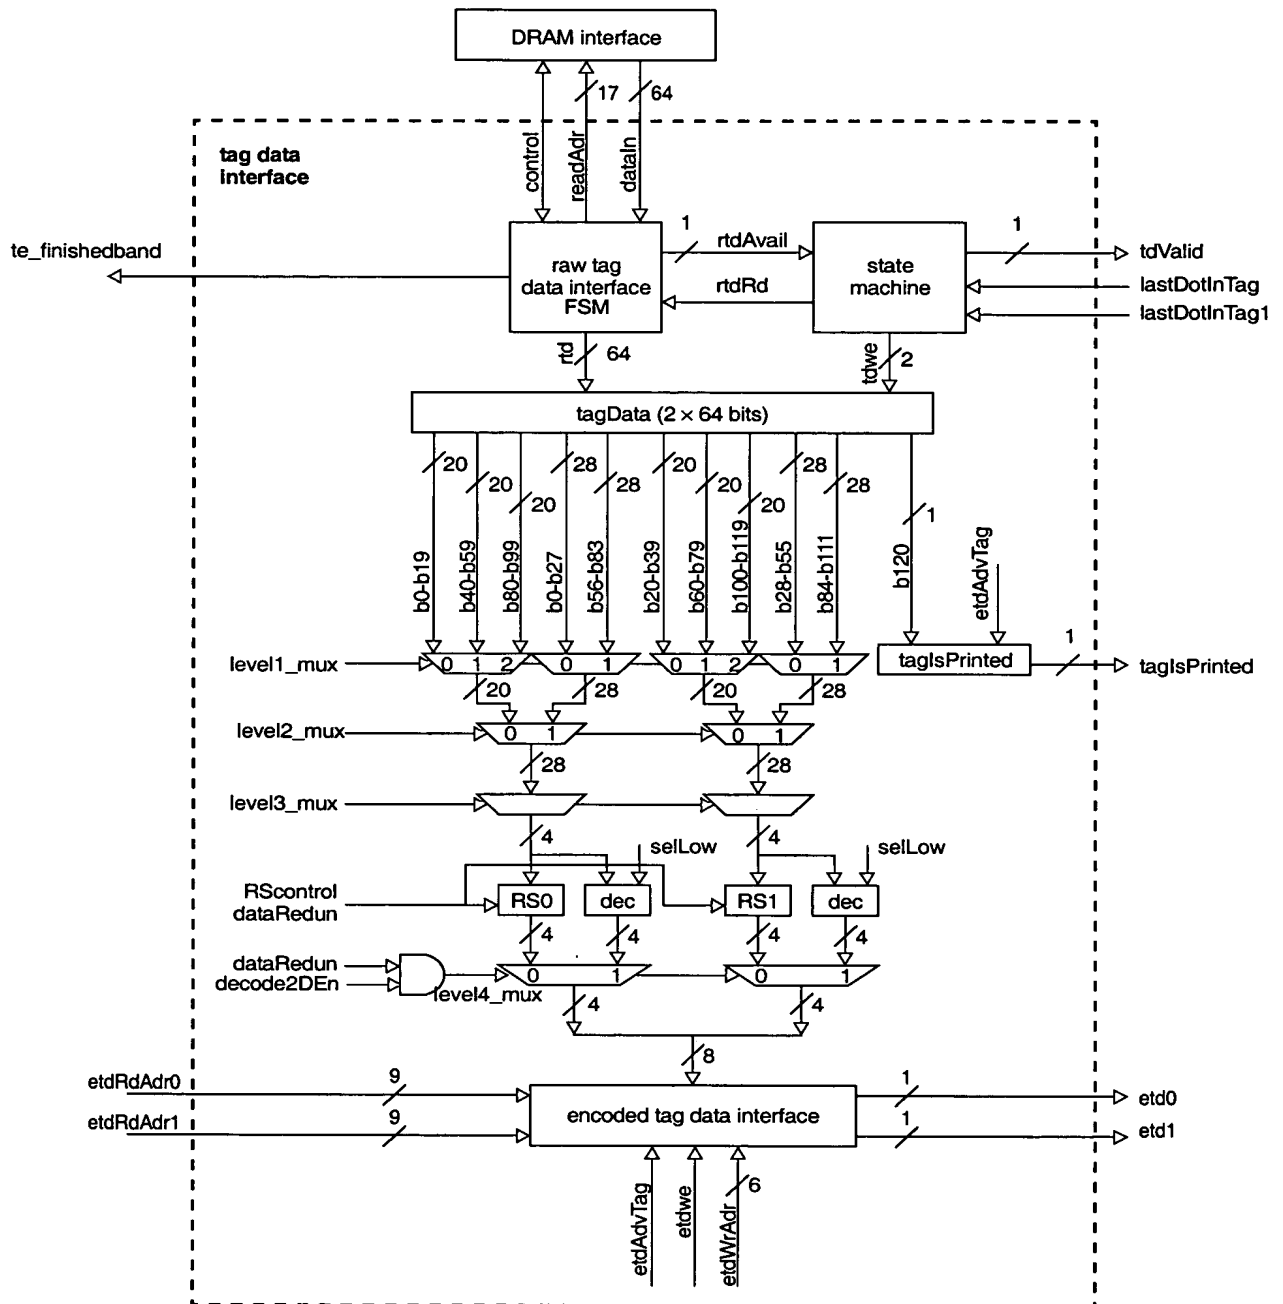 DRAM interface
17
64
tag data
interface
control
readAdr
dataIn
te_finishedband
raw tag
data interface
FSM
1
rtdAvail
rtdRd
state
machine
1
tdValid
lastDotInTag
lastDotInTag1
rtd
64
tdwe
2
tagData (2 × 64 bits)
20
20
20
28
28
20
20
20
28
28
1
b0-b19
b40-b59
b80-b99
b0-b27
b56-b83
b20-b39
b60-b79
b100-b119
b28-b55
b84-b111
b120
etdAdvTag
level1_mux
0 1 2
0 1
0 1 2
0 1
tagIsPrinted
1
tagIsPrinted
20
28
20
28
level2_mux
0 1
0 1
28
28
level3_mux
4
4
selLow
selLow
RScontrol
dataRedun
RS0
dec
RS1
dec
4
4
4
4
dataRedun
decode2DEn
level4_mux
0 1
0 1
4
4
8
etdRdAdr0
9
etdRdAdr1
9
encoded tag data interface
1
etd0
1
etd1
etdAdvTag
etdwe
etdWrAdr
6